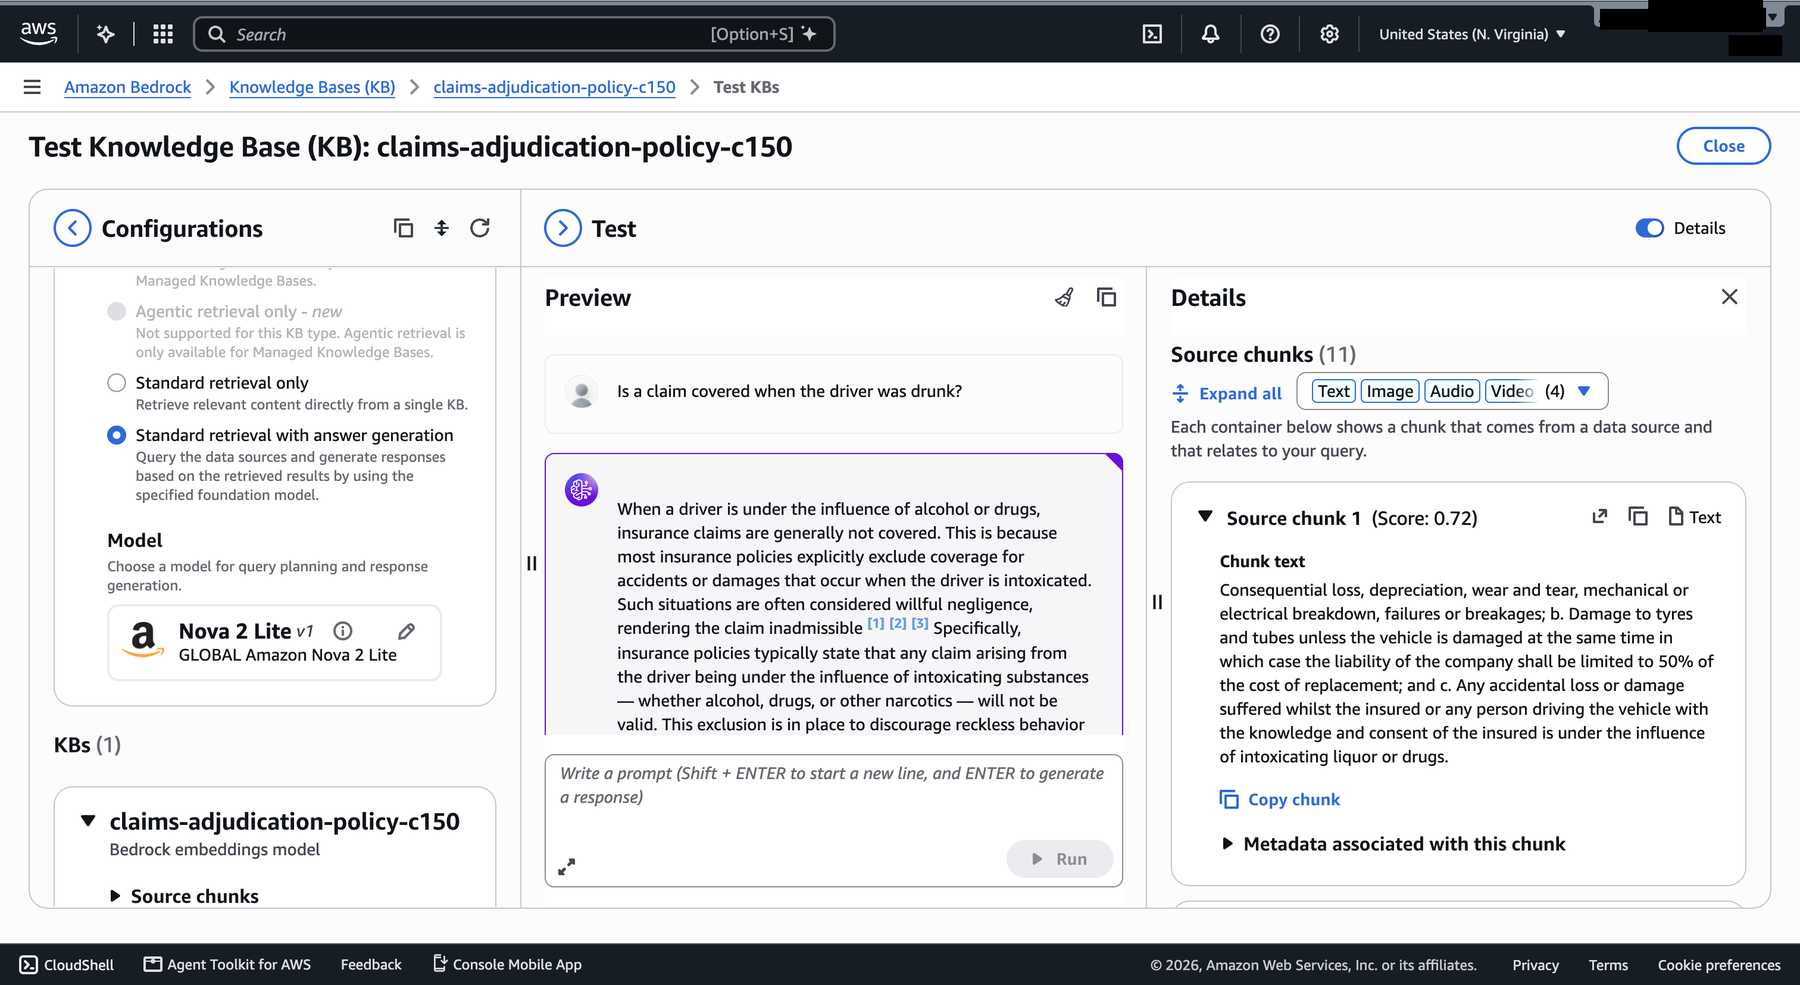 aws
Search
[Option+S]
United States (N. Virginia)
Amazon Bedrock
Knowledge Bases (KB)
claims-adjudication-policy-c150
Test KBs
Test Knowledge Base (KB): claims-adjudication-policy-c150
Close
Configurations
Managed Knowledge Bases.
Agentic retrieval only - new
Not supported for this KB type. Agentic retrieval is
only available for Managed Knowledge Bases.
Standard retrieval only
Retrieve relevant content directly from a single KB.
Standard retrieval with answer generation
Query the data sources and generate responses
based on the retrieved results by using the
specified foundation model.
Model
Choose a model for query planning and response
generation.
Nova 2 Lite v1
GLOBAL Amazon Nova 2 Lite
KBs (1)
claims-adjudication-policy-c150
Bedrock embeddings model
Source chunks
Test
Details
Preview
Is a claim covered when the driver was drunk?
When a driver is under the influence of alcohol or drugs,
insurance claims are generally not covered. This is because
most insurance policies explicitly exclude coverage for
accidents or damages that occur when the driver is intoxicated.
Such situations are often considered willful negligence,
rendering the claim inadmissible [1] [2] [3] Specifically,
insurance policies typically state that any claim arising from
the driver being under the influence of intoxicating substances
— whether alcohol, drugs, or other narcotics — will not be
valid. This exclusion is in place to discourage reckless behavior
Write a prompt (Shift + ENTER to start a new line, and ENTER to generate
a response)
Run
Details
Source chunks (11)
Expand all
Text Image Audio Video (4)
Each container below shows a chunk that comes from a data source and
that relates to your query.
Source chunk 1 (Score: 0.72)
Text
Chunk text
Consequential loss, depreciation, wear and tear, mechanical or
electrical breakdown, failures or breakages; b. Damage to tyres
and tubes unless the vehicle is damaged at the same time in
which case the liability of the company shall be limited to 50% of
the cost of replacement; and c. Any accidental loss or damage
suffered whilst the insured or any person driving the vehicle with
the knowledge and consent of the insured is under the influence
of intoxicating liquor or drugs.
Copy chunk
Metadata associated with this chunk
CloudShell
Agent Toolkit for AWS
Feedback
Console Mobile App
© 2026, Amazon Web Services, Inc. or its affiliates.
Privacy
Terms
Cookie preferences